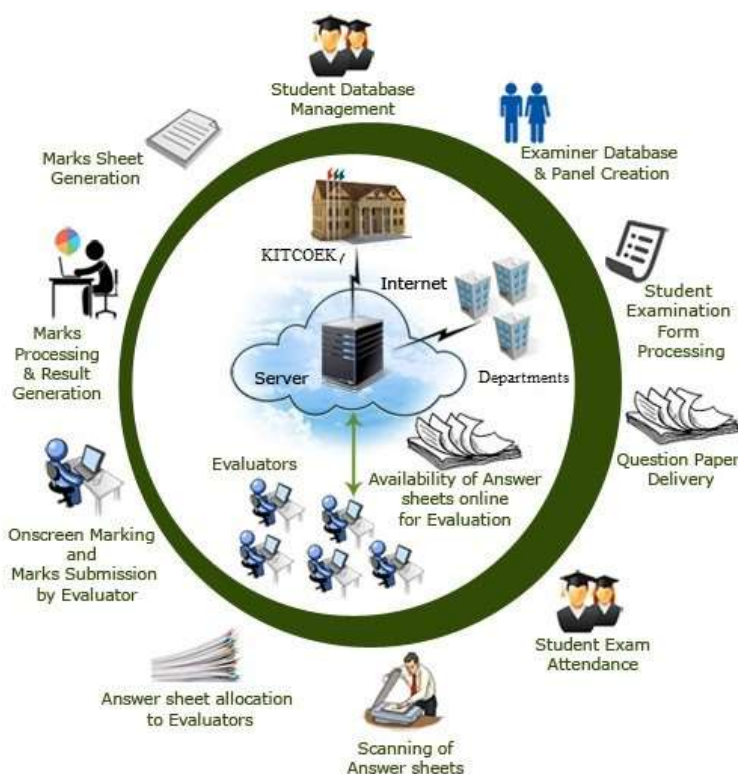 Student Database
Management
Examiner Database
& Panel Creation
Student
Examination
Form
Processing
Question Paper
Delivery
Student Exam
Attendance
Scanning of
Answer sheets
Answer sheet allocation
to Evaluators
Onscreen Marking
and
Marks Submission
by Evaluator
Marks
Processing
& Result
Generation
Marks Sheet
Generation
KITCOEK,
Internet
Server
Departments
Evaluators
Availability of Answer
sheets online
for Evaluation